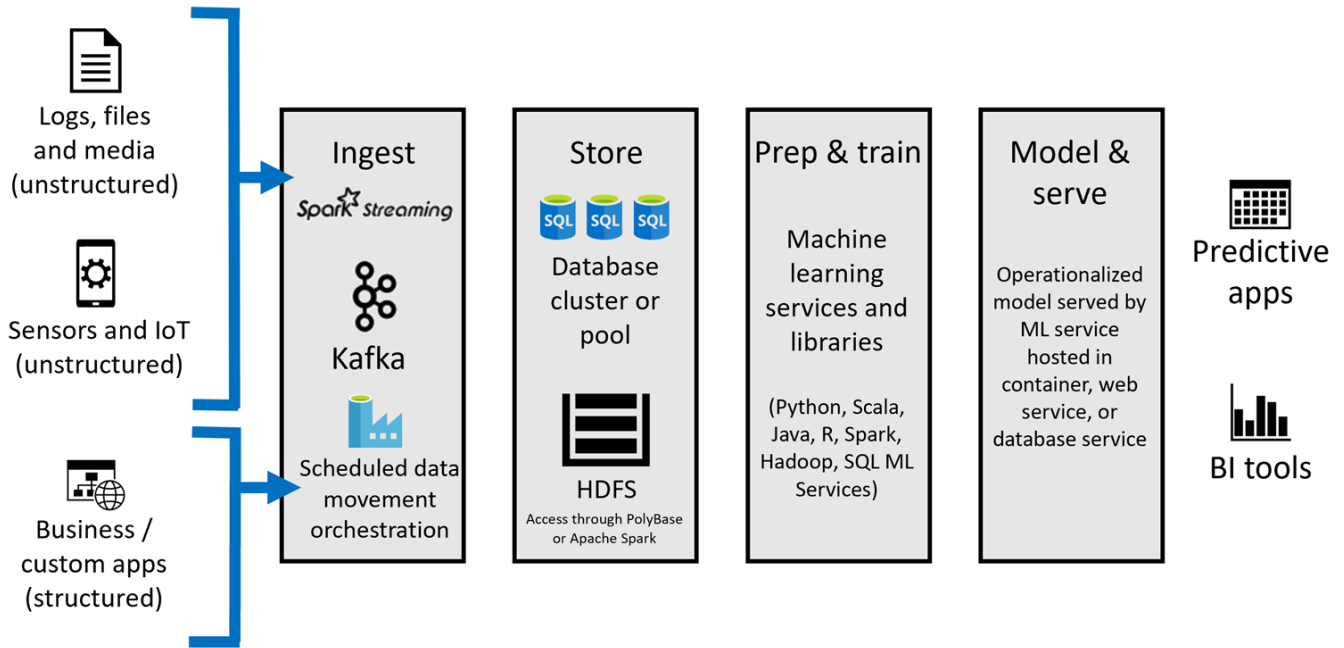 Logs, files
and media
(unstructured)
Sensors and IoT
(unstructured)
Business /
custom apps
(structured)
Ingest
Spark Streaming
Kafka
Scheduled data
movement
orchestration
Store
SQL SQL SQL
Database
cluster or
pool
HDFS
Access through PolyBase
or Apache Spark
Prep & train
Machine
learning
services and
libraries
(Python, Scala,
Java, R, Spark,
Hadoop, SQL ML
Services)
Model &
serve
Operationalized
model served by
ML service
hosted in
container, web
service, or
database service
Predictive
apps
BI tools